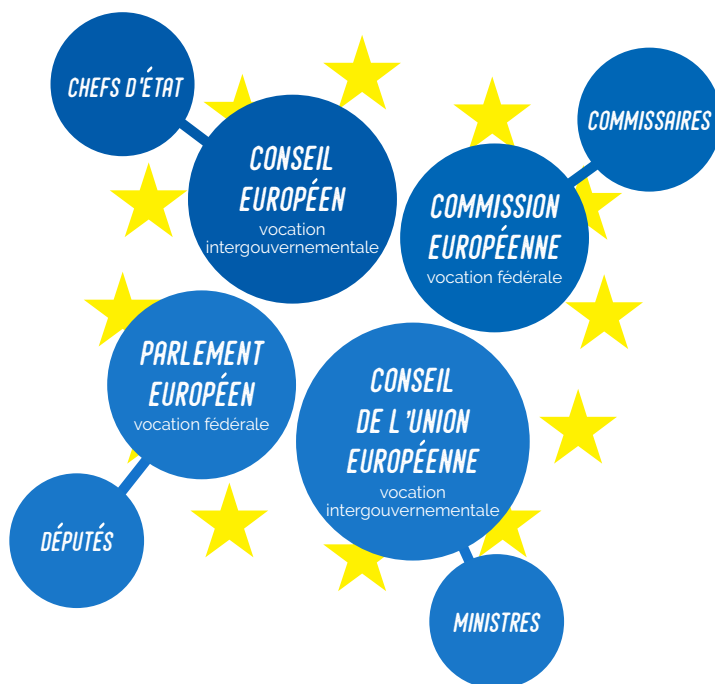 CHEFS D'ÉTAT
CONSEIL
EUROPÉEN
vocation
intergouvernementale
COMMISSAIRES
COMMISSION
EUROPÉENNE
vocation fédérale
PARLEMENT
EUROPÉEN
vocation fédérale
DÉPUTÉS
CONSEIL
DE L'UNION
EUROPÉENNE
vocation
intergouvernementale
MINISTRES